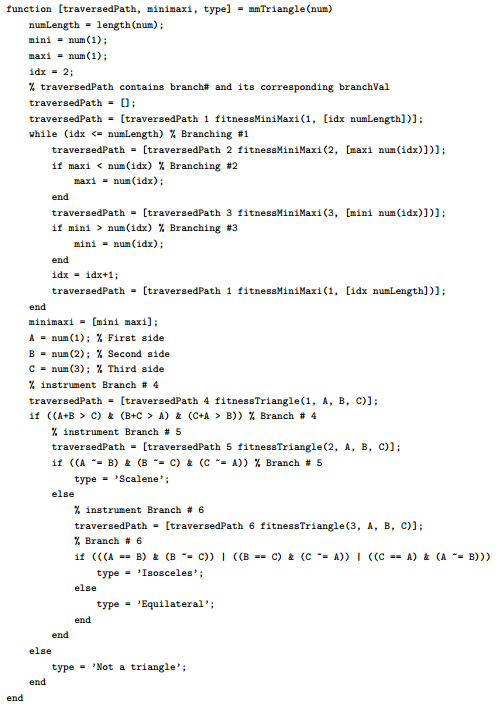 function [traversedPath, minimaxi, type] = mmTriangle(num)
numLength = length(num);
mini = num(1);
maxi = num(1);
idx = 2;
% traversedPath contains branch# and its corresponding branchVal
traversedPath = [];
traversedPath = [traversedPath 1 fitnessMiniMaxi(1, [idx numLength])];
while (idx <= numLength) % Branching #1
traversedPath = [traversedPath 2 fitnessMiniMaxi(2, [maxi num(idx)])];
if maxi < num(idx) % Branching #2
maxi = num(idx);
end
traversedPath = [traversedPath 3 fitnessMiniMaxi(3, [mini num(idx)])];
if mini > num(idx) % Branching #3
mini = num(idx);
end
idx = idx+1;
traversedPath = [traversedPath 1 fitnessMiniMaxi(1, [idx numLength])];
end
minimaxi = [mini maxi];
A = num(1); % First side
B = num(2); % Second side
C = num(3); % Third side
% instrument Branch # 4
traversedPath = [traversedPath 4 fitnessTriangle(1, A, B, C)];
if ((A+B > C) & (B+C > A) & (C+A > B)) % Branch # 4
% instrument Branch # 5
traversedPath = [traversedPath 5 fitnessTriangle(2, A, B, C)];
if ((A ~= B) & (B ~= C) & (C ~= A)) % Branch # 5
type = 'Scalene';
else
% instrument Branch # 6
traversedPath = [traversedPath 6 fitnessTriangle(3, A, B, C)];
% Branch # 6
if (((A == B) & (B ~= C)) | ((B == C) & (C ~= A)) | ((C == A) & (A ~= B)))
type = 'Isosceles';
else
type = 'Equilateral';
end
end
else
type = 'Not a triangle';
end
end